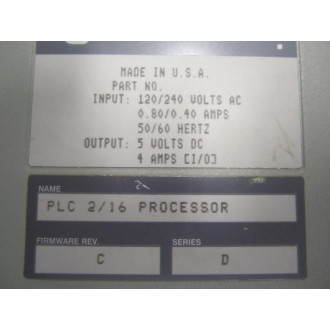 MADE IN U.S.A.
PART NO.
INPUT: 120/240 VOLTS AC
0.80/0.40 AMPS
50/60 HERTZ
OUTPUT: 5 VOLTS DC
4 AMPS [I/O]
NAME
PLC 2/16 PROCESSOR
FIRMWARE REV.
SERIES
C
D